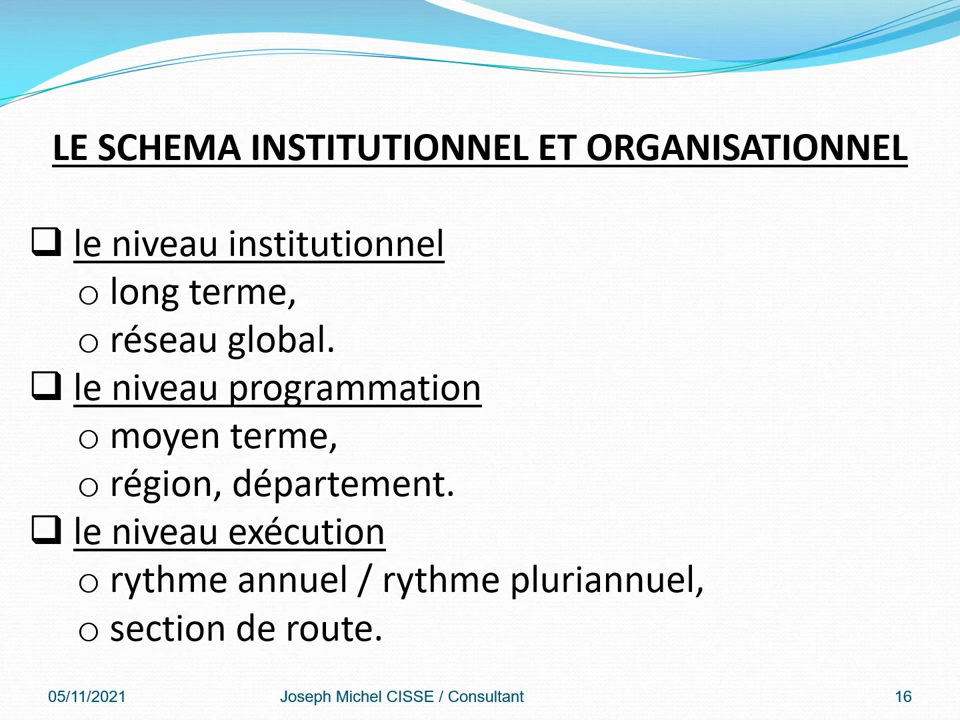 LE SCHEMA INSTITUTIONNEL ET ORGANISATIONNEL
❑ le niveau institutionnel
o long terme,
o réseau global.
❑ le niveau programmation
o moyen terme,
o région, département.
❑ le niveau exécution
o rythme annuel / rythme pluriannuel,
o section de route.
05/11/2021 Joseph Michel CISSE / Consultant 16